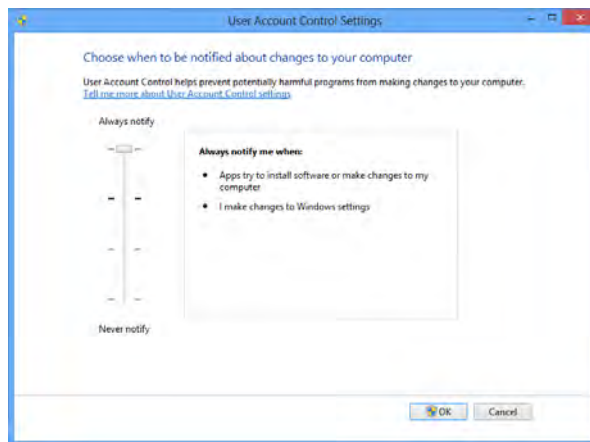 User Account Control Settings
Choose when to be notified about changes to your computer
User Account Control helps prevent potentially harmful programs from making changes to your computer.
Tell me more about User Account Control settings
Always notify
Always notify me when:
• Apps try to install software or make changes to my
computer
• I make changes to Windows settings
Never notify
OK Cancel